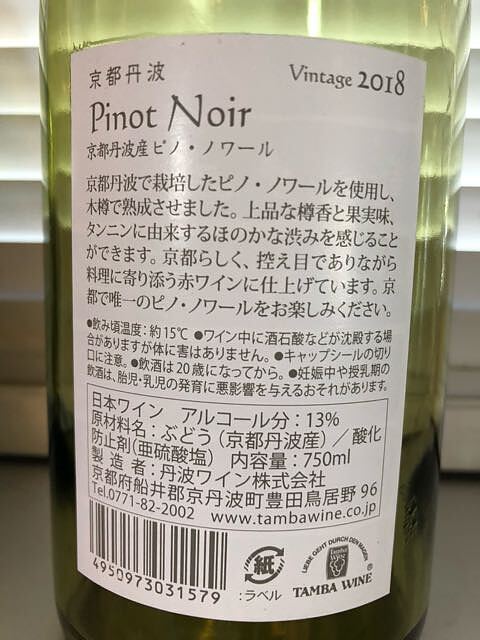 京都丹波 Vintage 2018
Pinot Noir
京都丹波産ピノ・ノワール
京都丹波で栽培したピノ・ノワールを使用し、
木樽で熟成させました。上品な樽香と果実味、
タンニンに由来するほのかな渋みを感じること
ができます。京都らしく、控え目でありながら
料理に寄り添う赤ワインに仕上げています。京
都で唯一のピノ・ノワールをお楽しみください。
●飲み頃温度：約15℃ ●ワイン中に酒石酸などが沈殿する場
合がありますが体に害はありません。●キャップシールの切り
口に注意。●飲酒は20歳になってから。●妊娠中や授乳期の
飲酒は、胎児・乳児の発育に悪影響を与えるおそれがあります。
日本ワイン アルコール分：13%
原材料名：ぶどう（京都丹波産）／酸化
防止剤（亜硫酸塩） 内容量：750ml
製造者：丹波ワイン株式会社
京都府船井郡京丹波町豊田鳥居野 96
Tel.0771-82-2002 www.tambawine.co.jp
4950973031579
紙
：ラベル
LIEBE GEHT DURCH DEN MAGEN
Tamba
Wine
TAMBA WINE